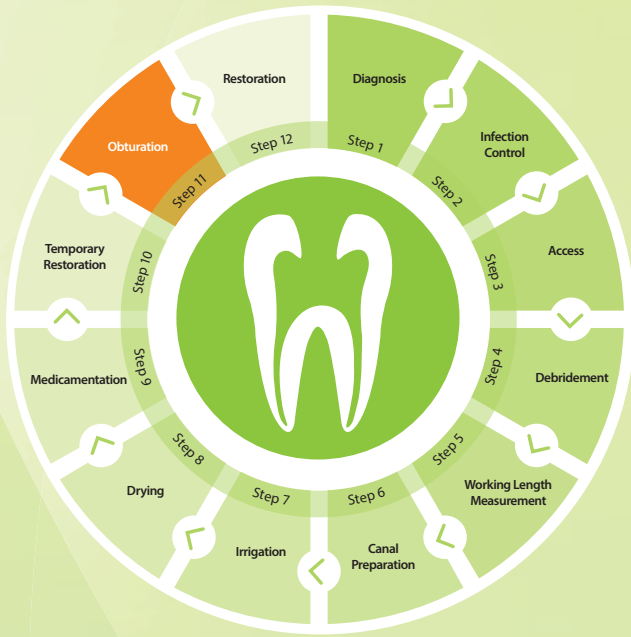 Diagnosis
Step 1
Infection
Control
Step 2
Access
Step 3
Debridement
Step 4
Working Length
Measurement
Step 5
Canal
Preparation
Step 6
Irrigation
Step 7
Drying
Step 8
Medicamentation
Step 9
Temporary
Restoration
Step 10
Obturation
Step 11
Restoration
Step 12